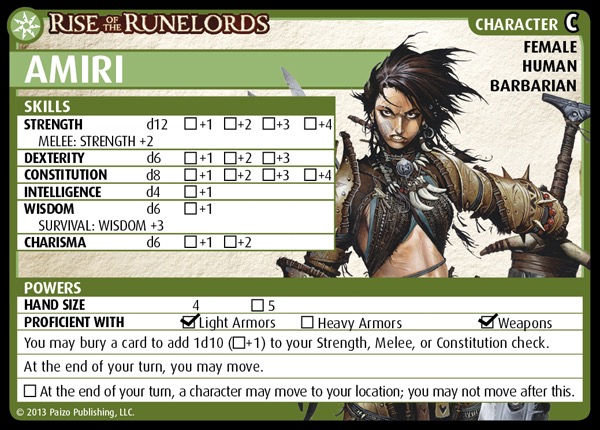 RISE OF THE RUNELORDS
CHARACTER C
AMIRI
FEMALE
HUMAN
BARBARIAN
SKILLS
STRENGTH d12 ☐+1 ☐+2 ☐+3 ☐+4
MELEE: STRENGTH +2
DEXTERITY d6 ☐+1 ☐+2 ☐+3
CONSTITUTION d8 ☐+1 ☐+2 ☐+3 ☐+4
INTELLIGENCE d4 ☐+1
WISDOM d6 ☐+1
SURVIVAL: WISDOM +3
CHARISMA d6 ☐+1 ☐+2
POWERS
HAND SIZE 4 ☐ 5
PROFICIENT WITH ☑Light Armors ☐Heavy Armors ☑Weapons
You may bury a card to add 1d10 (☐+1) to your Strength, Melee, or Constitution check.
At the end of your turn, you may move.
☐ At the end of your turn, a character may move to your location; you may not move after this.
© 2013 Paizo Publishing, LLC.